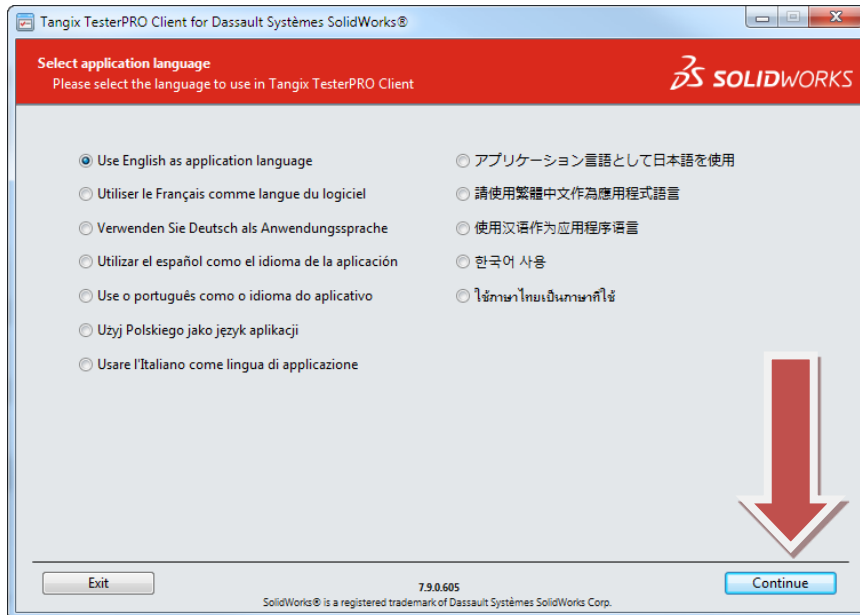 Tangix TesterPRO Client for Dassault Systèmes SolidWorks®
Select application language
Please select the language to use in Tangix TesterPRO Client
SOLIDWORKS
Use English as application language
Utiliser le Français comme langue du logiciel
Verwenden Sie Deutsch als Anwendungssprache
Utilizar el español como el idioma de la aplicación
Use o português como o idioma do aplicativo
Użyj Polskiego jako język aplikacji
Usare l'Italiano come lingua di applicazione
アプリケーション言語として日本語を使用
請使用繁體中文作為應用程式語言
使用汉语作为应用程序语言
한국어 사용
ใช้ภาษาไทยเป็นภาษาที่ใช้
Exit
7.9.0.605
Continue
SolidWorks® is a registered trademark of Dassault Systèmes SolidWorks Corp.